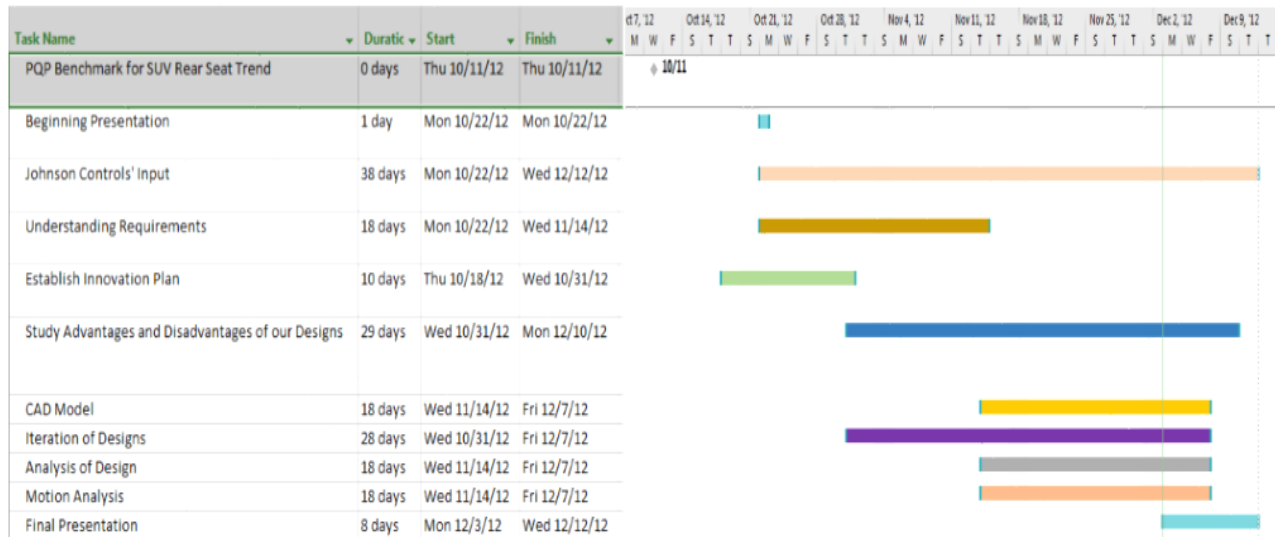 ct 7, '12 Oct 14, '12 Oct 21, '12 Oct 28, '12 Nov 4, '12 Nov 11, '12 Nov 18, '12 Nov 25, '12 Dec 2, '12 Dec 9, '12
Task Name Duratic Start Finish M W F S T T S M W F S T T S M W F S T T S M W F S T T S M W F S T T
PQP Benchmark for SUV Rear Seat Trend 0 days Thu 10/11/12 Thu 10/11/12 10/11
Beginning Presentation 1 day Mon 10/22/12 Mon 10/22/12
Johnson Controls' Input 38 days Mon 10/22/12 Wed 12/12/12
Understanding Requirements 18 days Mon 10/22/12 Wed 11/14/12
Establish Innovation Plan 10 days Thu 10/18/12 Wed 10/31/12
Study Advantages and Disadvantages of our Designs 29 days Wed 10/31/12 Mon 12/10/12
CAD Model 18 days Wed 11/14/12 Fri 12/7/12
Iteration of Designs 28 days Wed 10/31/12 Fri 12/7/12
Analysis of Design 18 days Wed 11/14/12 Fri 12/7/12
Motion Analysis 18 days Wed 11/14/12 Fri 12/7/12
Final Presentation 8 days Mon 12/3/12 Wed 12/12/12